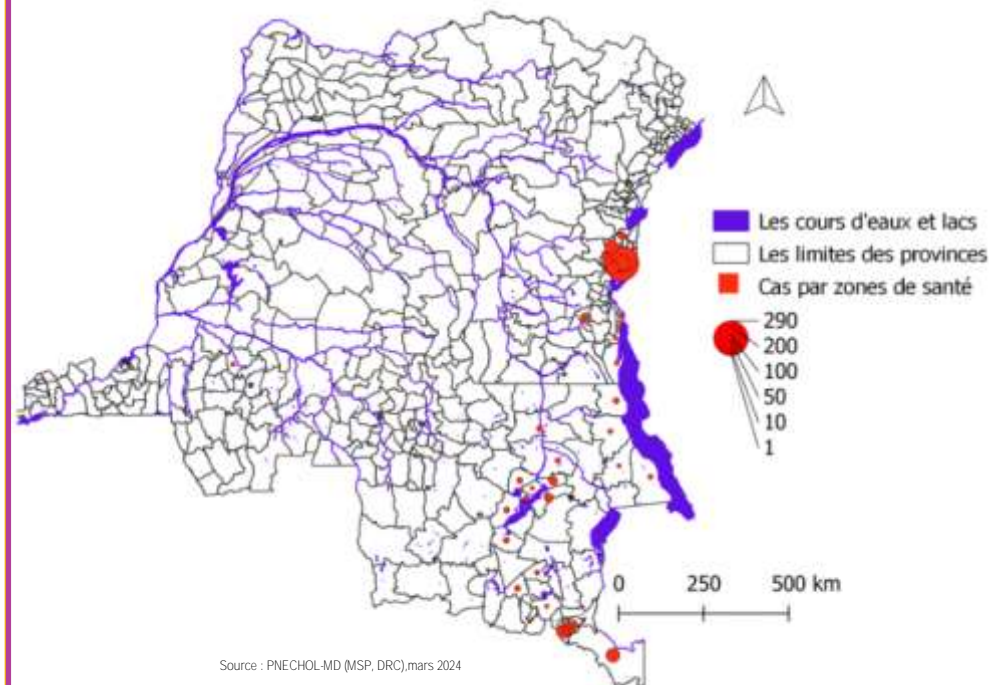 Les cours d'eaux et lacs
Les limites des provinces
Cas par zones de santé
290
200
100
50
10
1
0 250 500 km
Source : PNECHOL-MD (MSP, DRC),mars 2024